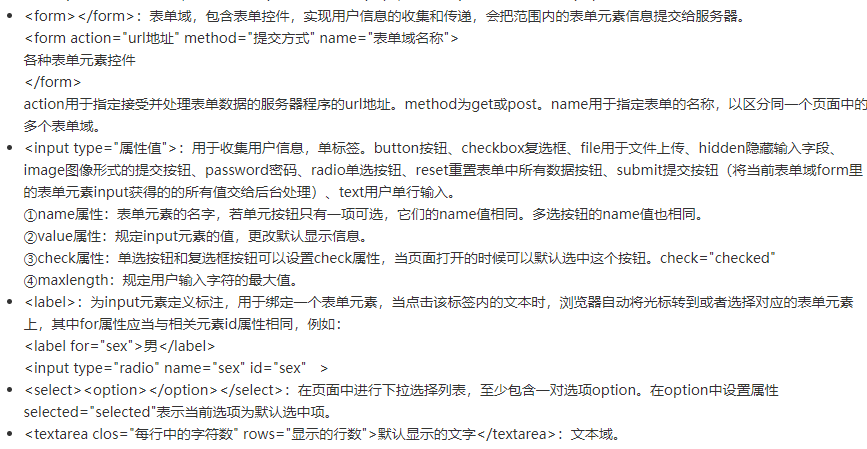 <form></form>：表单域，包含表单控件，实现用户信息的收集和传递，会把范围内的表单元素信息提交给服务器。
<form action="url地址" method="提交方式" name="表单域名称">
各种表单元素控件
</form>
action用于指定接受并处理表单数据的服务器程序的url地址。method为get或post。name用于指定表单的名称，以区分同一个页面中的
多个表单域。
<input type="属性值">：用于收集用户信息，单标签。button按钮、checkbox复选框、file用于文件上传、hidden隐藏输入字段、
image图像形式的提交按钮、password密码、radio单选按钮、reset重置表单中所有数据按钮、submit提交按钮（将当前表单域form里
的表单元素input获得的的所有值交给后台处理）、text用户单行输入。
①name属性：表单元素的名字，若单元按钮只有一项可选，它们的name值相同。多选按钮的name值也相同。
②value属性：规定input元素的值，更改默认显示信息。
③check属性：单选按钮和复选框按钮可以设置check属性，当页面打开的时候可以默认选中这个按钮。check="checked"
④maxlength：规定用户输入字符的最大值。
<label>：为input元素定义标注，用于绑定一个表单元素，当点击该标签内的文本时，浏览器自动将光标转到或者选择对应的表单元素
上，其中for属性应当与相关元素id属性相同，例如：
<label for="sex">男</label>
<input type="radio" name="sex" id="sex"   >
<select><option></option></select>：在页面中进行下拉选择列表，至少包含一对选项option。在option中设置属性
selected="selected"表示当前选项为默认选中项。
<textarea clos="每行中的字符数" rows="显示的行数">默认显示的文字</textarea>：文本域。